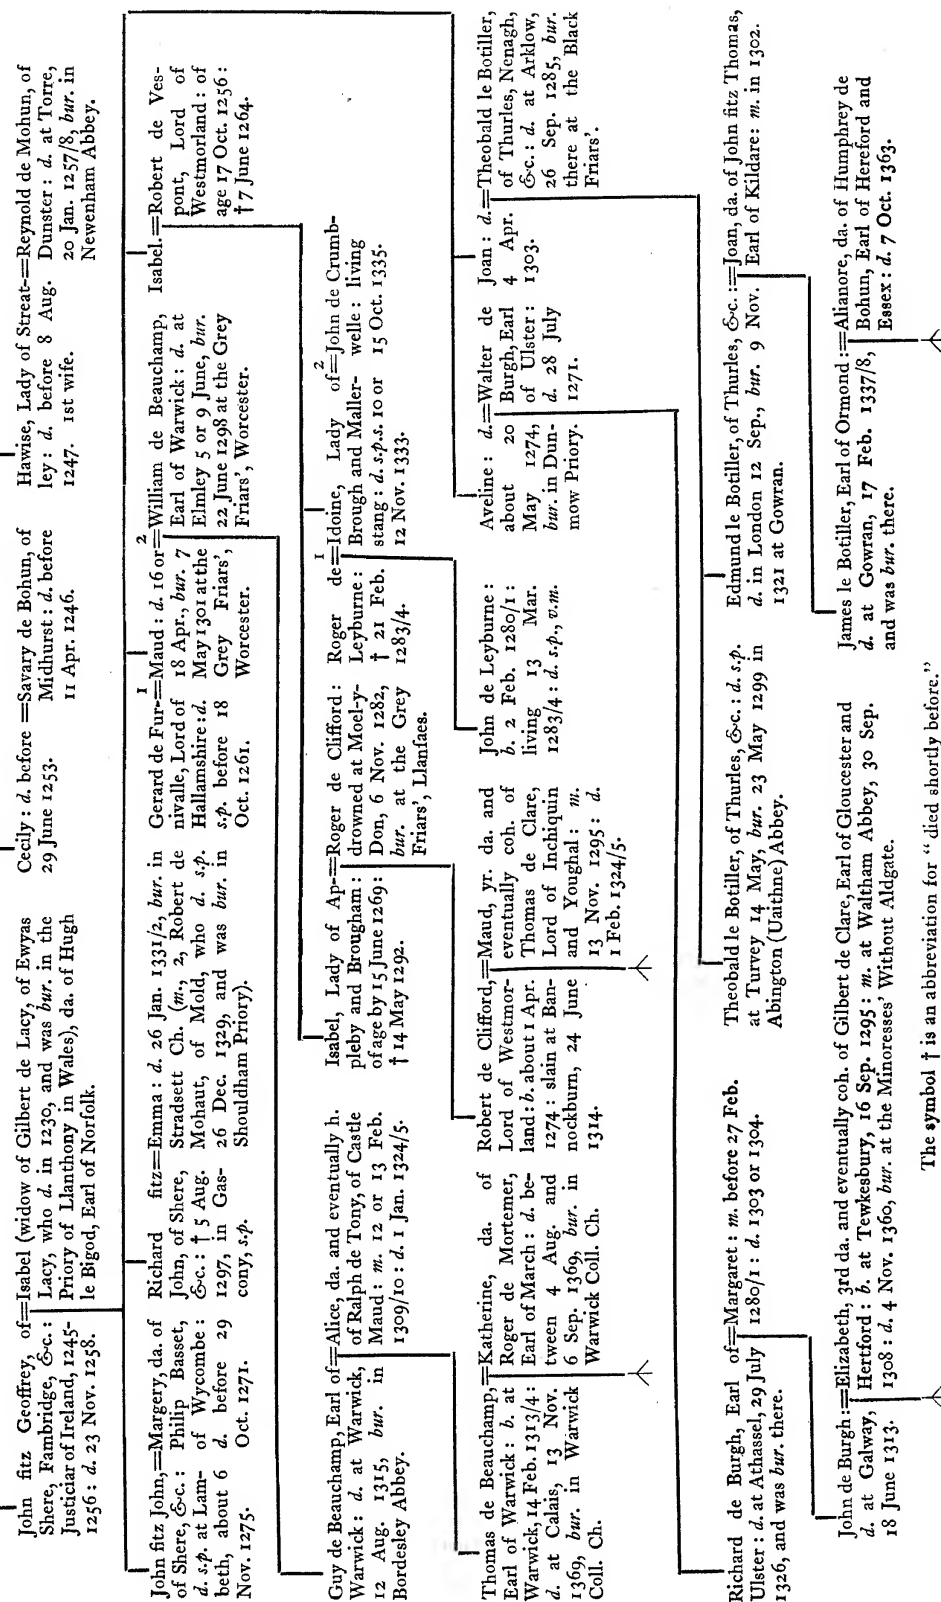 John fitz Geoffrey, of=Isabel (widow of Gilbert de Lacy, of Ewyas
Shere, Fambridge, &c.: Lacy, who d. in 1230, and was bur. in the
Justiciar of Ireland, 1245- Priory of Llanthony in Wales), da. of Hugh
1256: d. 23 Nov. 1258. le Bigod, Earl of Norfolk.
Cecily: d. before =Savary de Bohun, of
29 June 1253. Midhurst: d. before
11 Apr. 1246.
Hawise, Lady of Streat-=Reynold de Mohun, of
ley: d. before 8 Aug. Dunster: d. at Torre,
1247. 1st wife. 20 Jan. 1257/8, bur. in
Newenham Abbey.
John fitz John,=Margery, da. of
of Shere, &c.: Philip Basset,
d. s.p. at Lam- of Wycombe:
beth, about 6 d. before 29
Nov. 1275. Oct. 1271.
Richard fitz=Emma: d. 26 Jan. 1331/2, bur. in
John, of Shere, Stradsett Ch. (m., 2, Robert de
&c.: † 5 Aug. Mohaut, of Mold, who d. s.p.
1297, in Gas- 26 Dec. 1329, and was bur. in
cony, s.p. Shouldham Priory).
1 2
Gerard de Fur-=Maud: d. 16 or=William de Beauchamp,
nivalle, Lord of 18 Apr., bur. 7 Earl of Warwick: d. at
Hallamshire: d. May 1301 at the Elmley 5 or 9 June, bur.
s.p. before 18 Grey Friars', 22 June 1298 at the Grey
Oct. 1261. Worcester. Friars', Worcester.
Isabel.=Robert de Ves-
pont, Lord of
Westmorland: of
age 17 Oct. 1256:
† 7 June 1264.
Guy de Beauchamp, Earl of=Alice, da. and eventually h.
Warwick: d. at Warwick, of Ralph de Tony, of Castle
12 Aug. 1315, bur. in Maud: m. 12 or 13 Feb.
Bordesley Abbey. 1309/10: d. 1 Jan. 1324/5.
Isabel, Lady of Ap-=Roger de Clifford:
pleby and Brougham: drowned at Moel-y-
of age by 15 June 1269: Don, 6 Nov. 1282,
† 14 May 1292. bur. at the Grey
Friars', Llanfaes.
1 2
Roger de=Idoine, Lady of=John de Crumb-
Leyburne: Brough and Maller- welle: living
† 21 Feb. stang: d. s.p.s. 10 or 15 Oct. 1335.
1283/4. 12 Nov. 1333.
Thomas de Beauchamp,=Katherine, da. of
Earl of Warwick: b. at Roger de Mortemer,
Warwick, 14 Feb. 1313/4: Earl of March: d. be-
d. at Calais, 13 Nov. tween 4 Aug. and
1369, bur. in Warwick 6 Sep. 1369, bur. in
Coll. Ch. Warwick Coll. Ch.
Robert de Clifford,=Maud, yr. da. and
Lord of Westmor- eventually coh. of
land: b. about 1 Apr. Thomas de Clare,
1274: slain at Ban- Lord of Inchiquin
nockburn, 24 June and Youghal: m.
1314. 13 Nov. 1295: d.
1 Feb. 1324/5.
John de Leyburne:
b. 2 Feb. 1280/1:
living 13 Mar.
1283/4: d. s.p., v.m.
Aveline: d.=Walter de
about 20 Burgh, Earl
May 1274, of Ulster:
bur. in Dun- d. 28 July
mow Priory. 1271.
Joan: d.=Theobald le Botiller,
4 Apr. of Thurles, Nenagh,
1303. &c.: d. at Arklow,
26 Sep. 1285, bur.
there at the Black
Friars'.
Richard de Burgh, Earl of=Margaret: m. before 27 Feb.
Ulster: d. at Athassel, 29 July 1280/1: d. 1303 or 1304.
1326, and was bur. there.
Theobald le Botiller, of Thurles, &c.: d. s.p.
at Turvey 14 May, bur. 23 May 1299 in
Abington (Uaithne) Abbey.
Edmund le Botiller, of Thurles, &c.:=Joan, da. of John fitz Thomas,
d. in London 12 Sep., bur. 9 Nov. Earl of Kildare: m. in 1302.
1321 at Gowran.
John de Burgh:=Elizabeth, 3rd da. and eventually coh. of Gilbert de Clare, Earl of Gloucester and
d. at Galway, Hertford: b. at Tewkesbury, 16 Sep. 1295: m. at Waltham Abbey, 30 Sep.
18 June 1313. 1308: d. 4 Nov. 1360, bur. at the Minoresses' Without Aldgate.
James le Botiller, Earl of Ormond:=Alianore, da. of Humphrey de
d. at Gowran, 17 Feb. 1337/8, Bohun, Earl of Hereford and
and was bur. there. Essex: d. 7 Oct. 1363.
The symbol † is an abbreviation for "died shortly before."